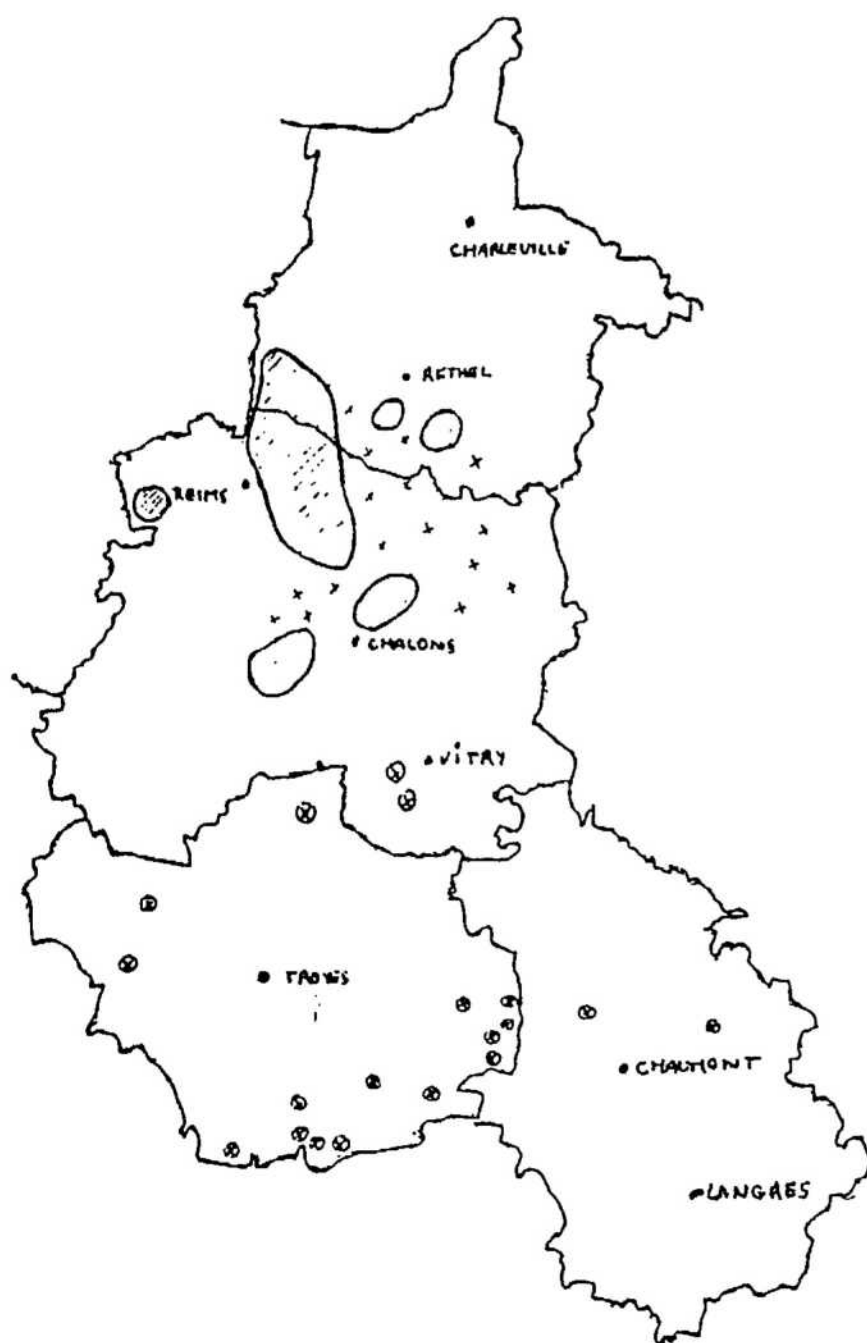 CHARLEVILLE
RETHEL
REIMS
CHALONS
VITRY
TROYES
CHAUMONT
LANGRES